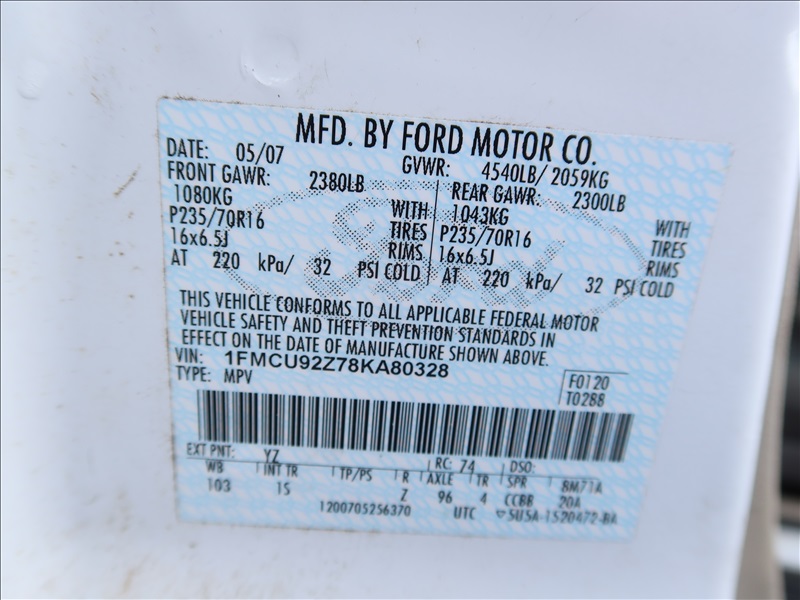 MFD. BY FORD MOTOR CO.
DATE: 05/07 GVWR: 4540LB/ 2059KG
FRONT GAWR: 2380LB REAR GAWR: 2300LB
1080KG WITH 1043KG WITH
P235/70R16 TIRES P235/70R16 TIRES
16x6.5J RIMS 16x6.5J RIMS
AT 220 kPa/ 32 PSI COLD AT 220 kPa/ 32 PSI COLD
THIS VEHICLE CONFORMS TO ALL APPLICABLE FEDERAL MOTOR
VEHICLE SAFETY AND THEFT PREVENTION STANDARDS IN
EFFECT ON THE DATE OF MANUFACTURE SHOWN ABOVE.
VIN: 1FMCU92Z78KA80328
TYPE: MPV F0120
T0288
EXT PNT: YZ RC: 74 DSO:
WB INT TR TP/PS R AXLE TR SPR 8M71A
103 15 Z 96 4 CCBB 20A
1200705256370 UTC 5U5A-1520472-BA